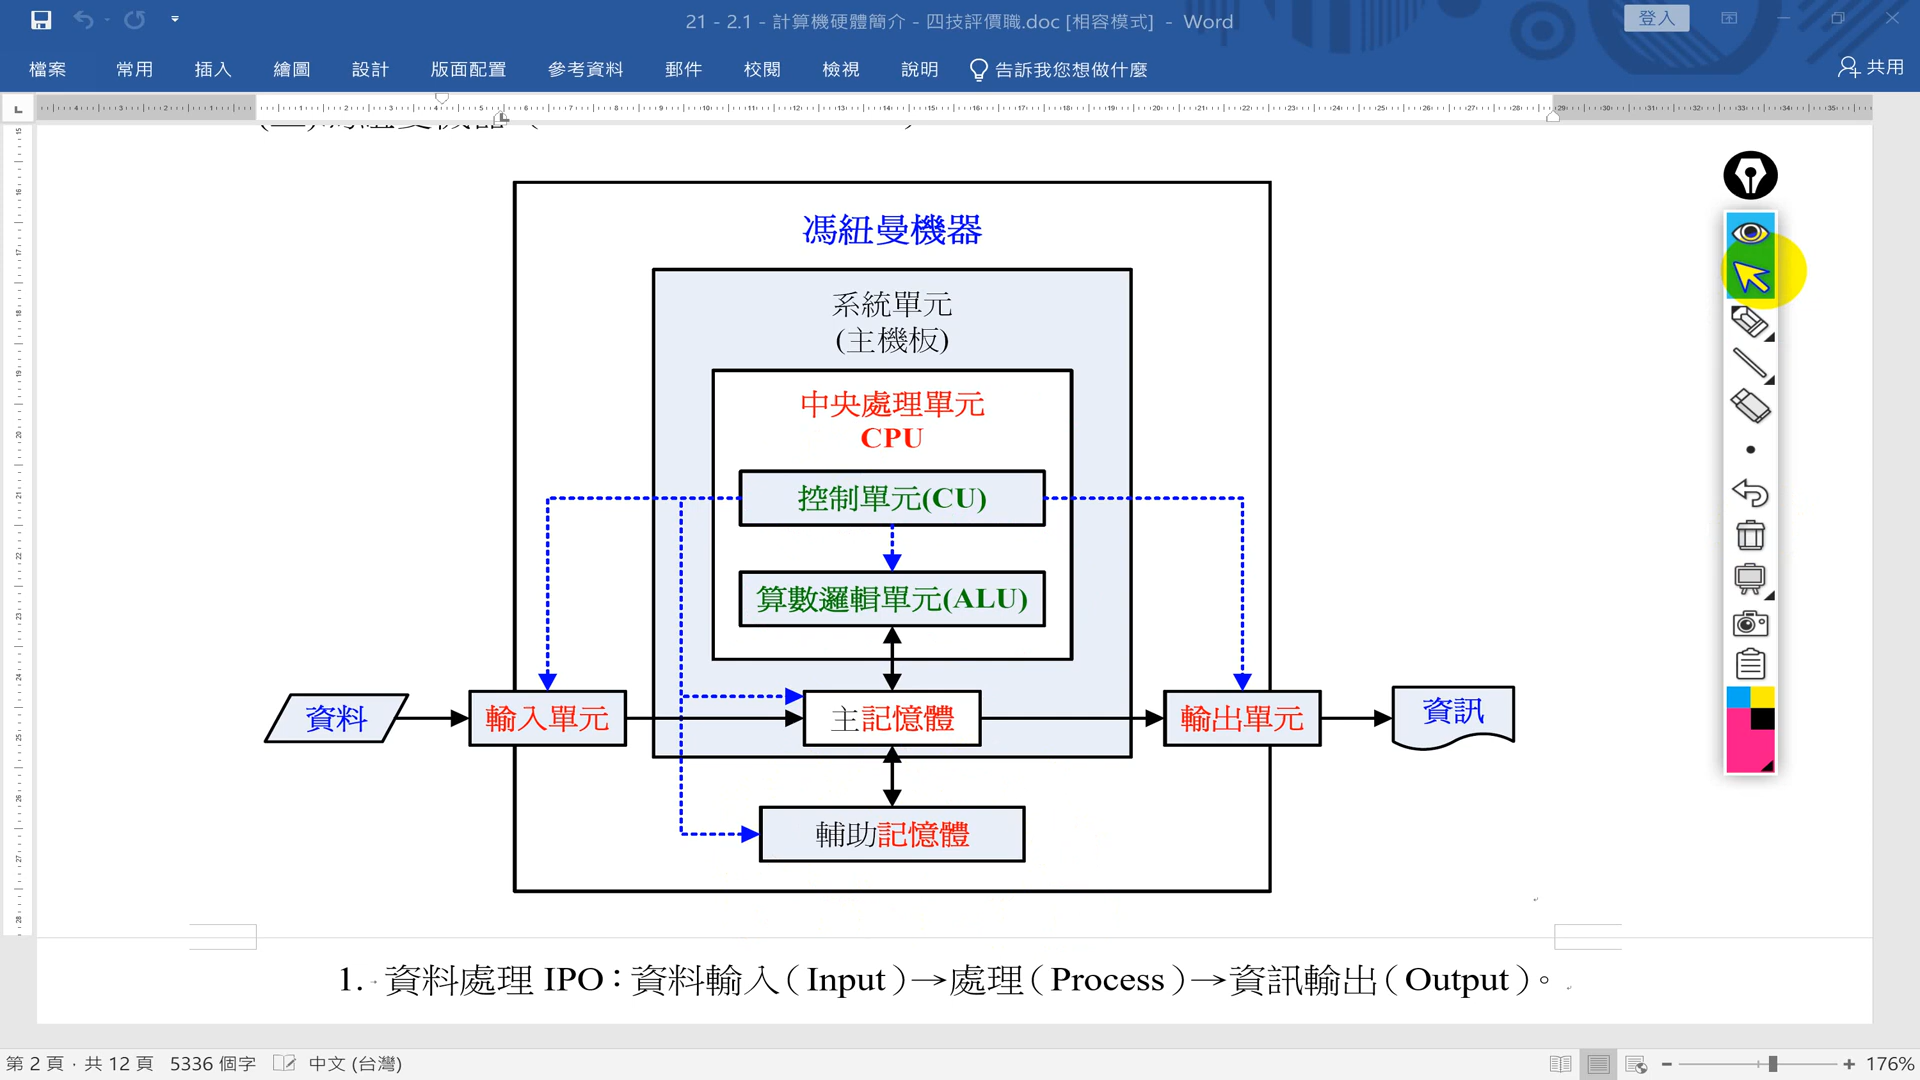 21 - 2.1 - 計算機硬體簡介 - 四技評價職.doc [相容模式] - Word
登入
檔案 常用 插入 繪圖 設計 版面配置 參考資料 郵件 校閱 檢視 說明 告訴我您想做什麼
共用
馮紐曼機器
系統單元
(主機板)
中央處理單元
CPU
控制單元(CU)
算數邏輯單元(ALU)
資料
輸入單元
主記憶體
輸出單元
資訊
輔助記憶體
1. 資料處理 IPO：資料輸入（Input）→處理（Process）→資訊輸出（Output）。
第 2 頁，共 12 頁 5336 個字 中文 (台灣)
176%